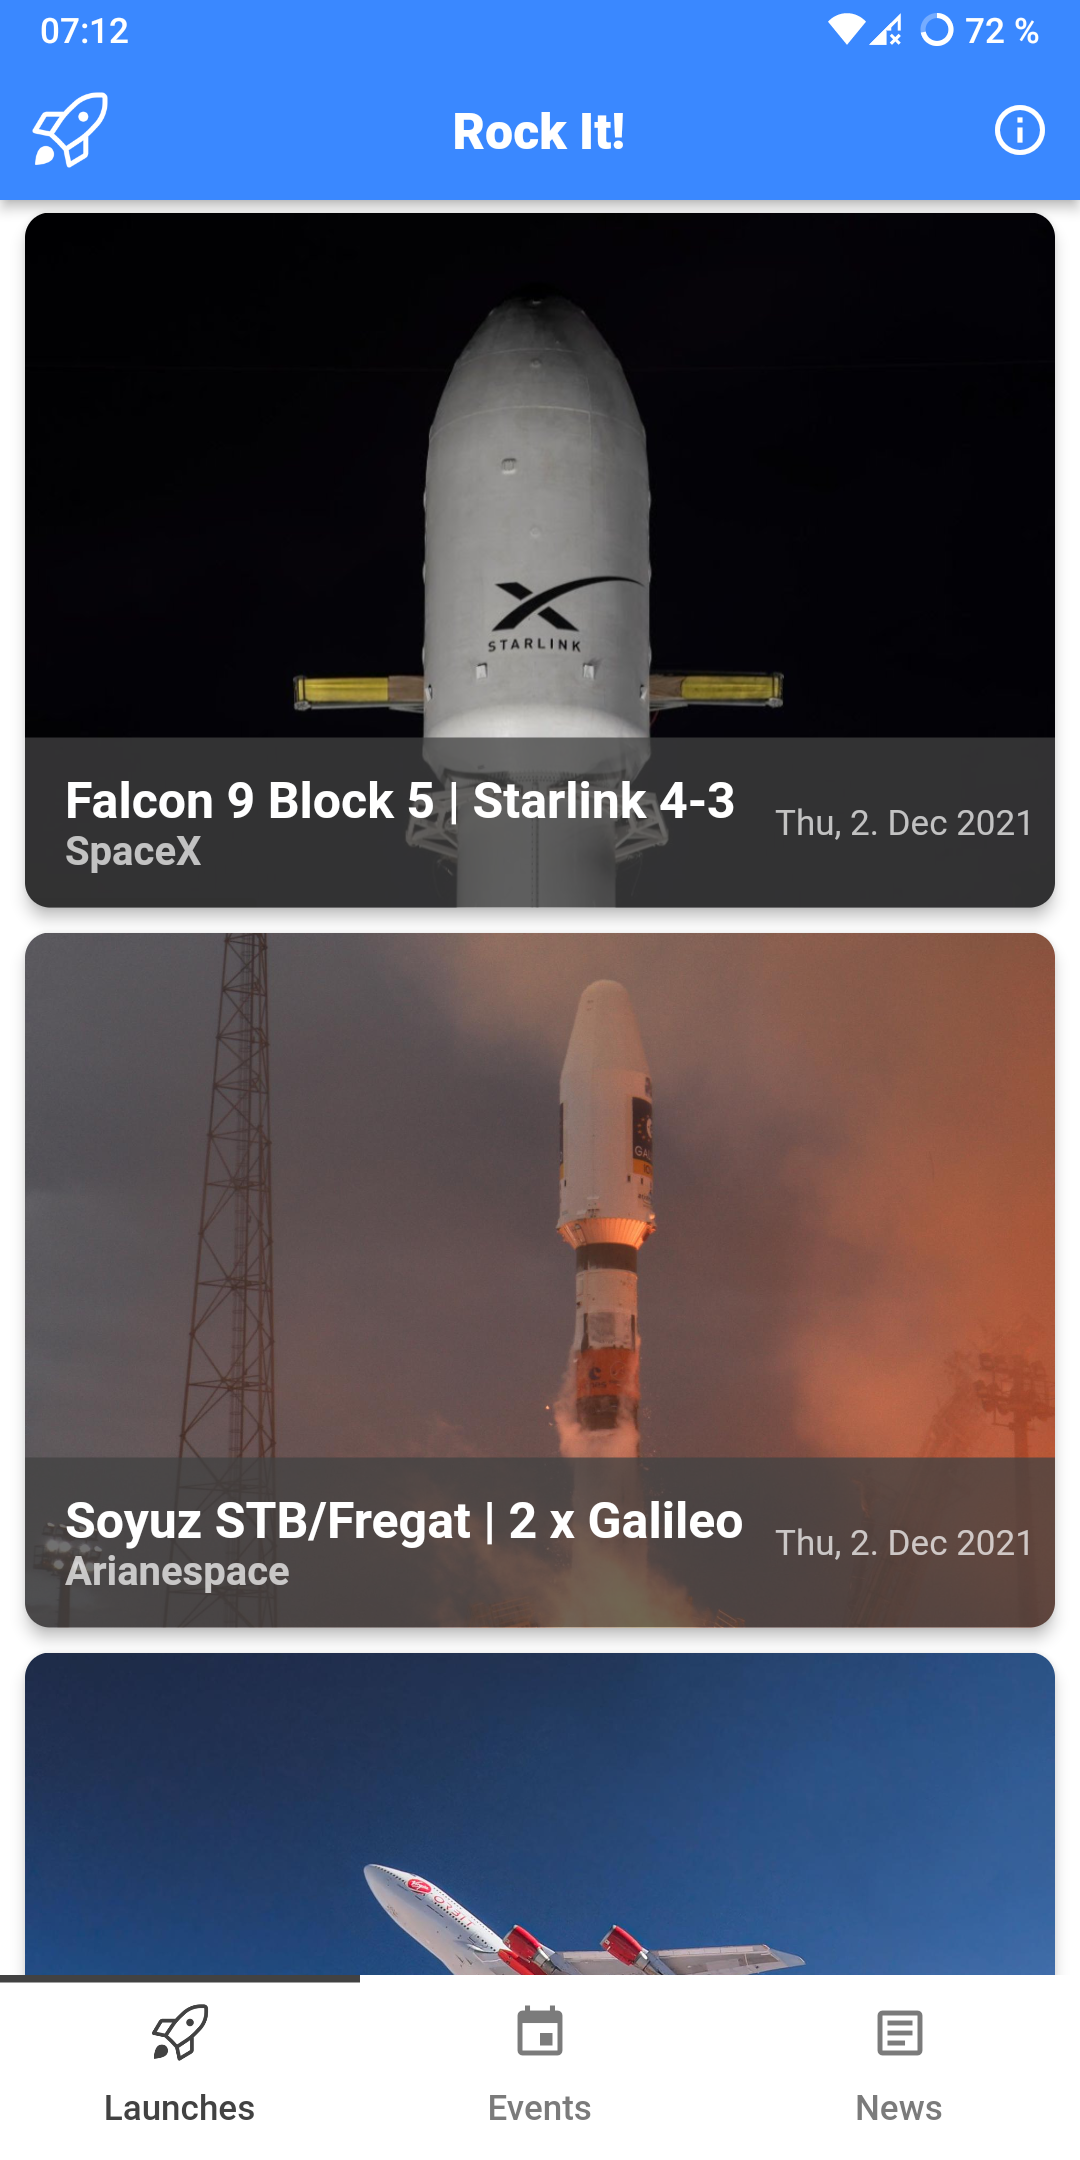 07:12
72 %
Rock It!
STARLINK
Falcon 9 Block 5 | Starlink 4-3
Thu, 2. Dec 2021
SpaceX
Soyuz STB/Fregat | 2 x Galileo
Thu, 2. Dec 2021
Arianespace
Launches
Events
News